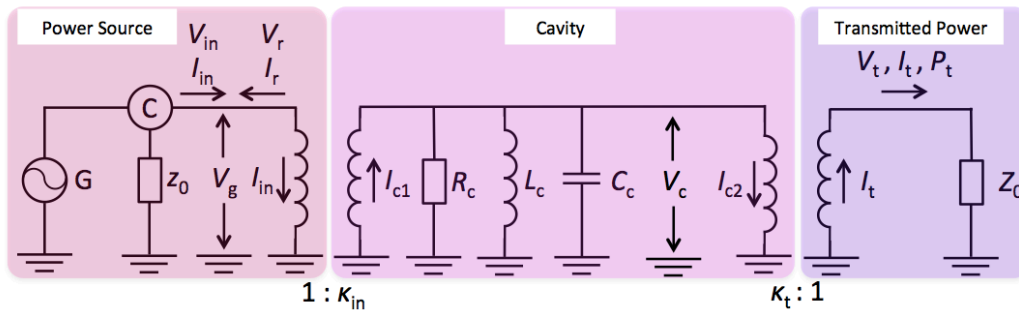 Power Source
Cavity
Transmitted Power
V_in
V_r
V_t, I_t, P_t
I_in
I_r
C
G
z_0
V_g
I_in
I_c1
R_c
L_c
C_c
V_c
I_c2
I_t
Z_0
1 : κ_in
κ_t : 1